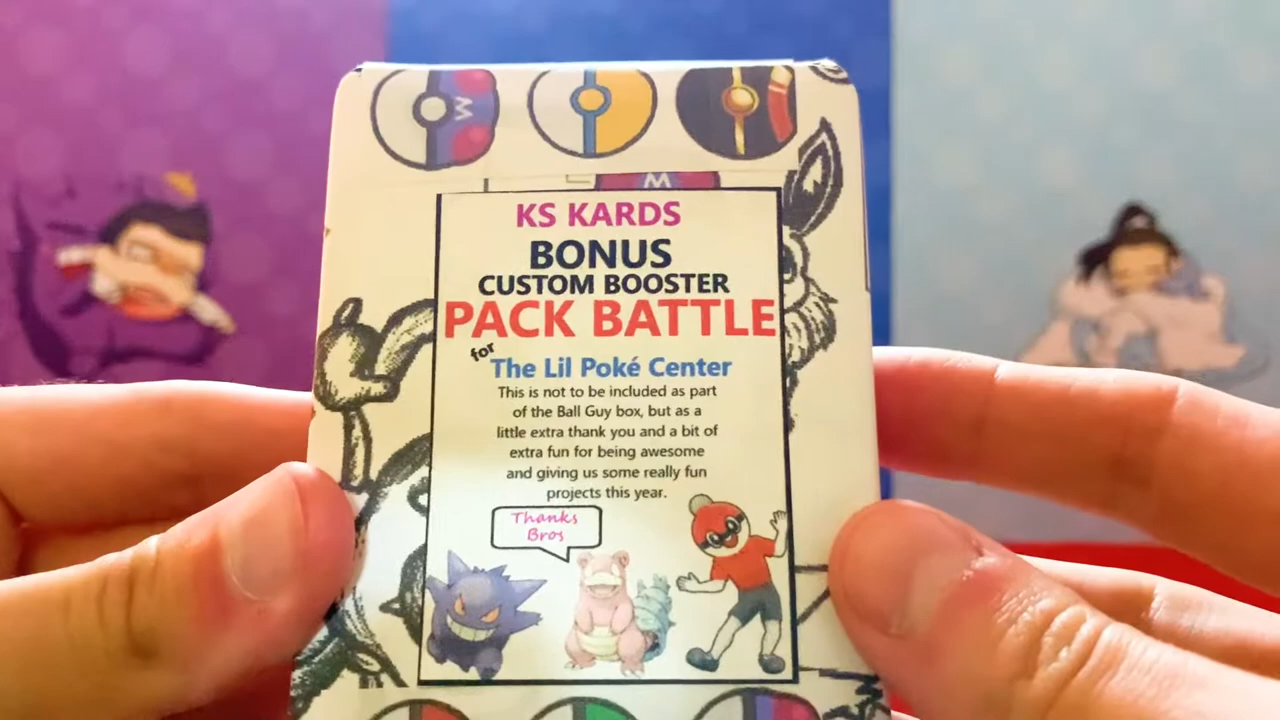 W
KS KARDS
BONUS
CUSTOM BOOSTER
PACK BATTLE
for
The Lil Poké Center
This is not to be included as part
of the Ball Guy box, but as a
little extra thank you and a bit of
extra fun for being awesome
and giving us some really fun
projects this year.
Thanks
Bros